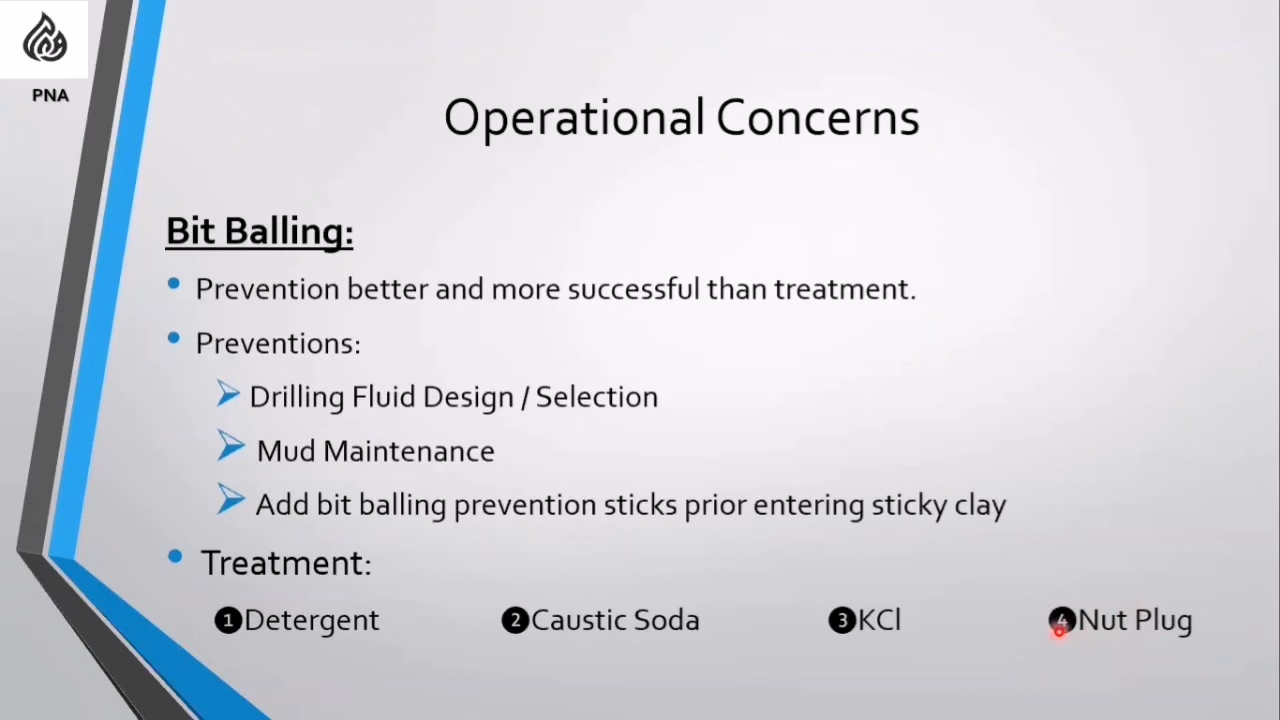 PNA
Operational Concerns
Bit Balling:
• Prevention better and more successful than treatment.
• Preventions:
➢ Drilling Fluid Design / Selection
➢ Mud Maintenance
➢ Add bit balling prevention sticks prior entering sticky clay
• Treatment:
❶Detergent ❷Caustic Soda ❸KCl ❹Nut Plug